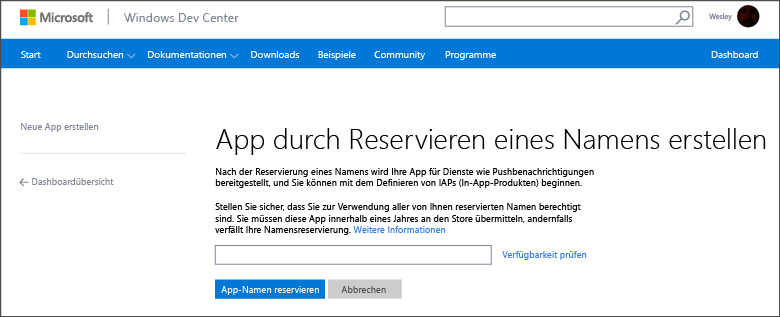 Microsoft Windows Dev Center Wesley
Start Durchsuchen Dokumentationen Downloads Beispiele Community Programme Dashboard
Neue App erstellen
Dashboardübersicht
App durch Reservieren eines Namens erstellen
Nach der Reservierung eines Namens wird Ihre App für Dienste wie Pushbenachrichtigungen
bereitgestellt, und Sie können mit dem Definieren von IAPs (In-App-Produkten) beginnen.
Stellen Sie sicher, dass Sie zur Verwendung aller von Ihnen reservierten Namen berechtigt
sind. Sie müssen diese App innerhalb eines Jahres an den Store übermitteln, andernfalls
verfällt Ihre Namensreservierung. Weitere Informationen
Verfügbarkeit prüfen
App-Namen reservieren Abbrechen